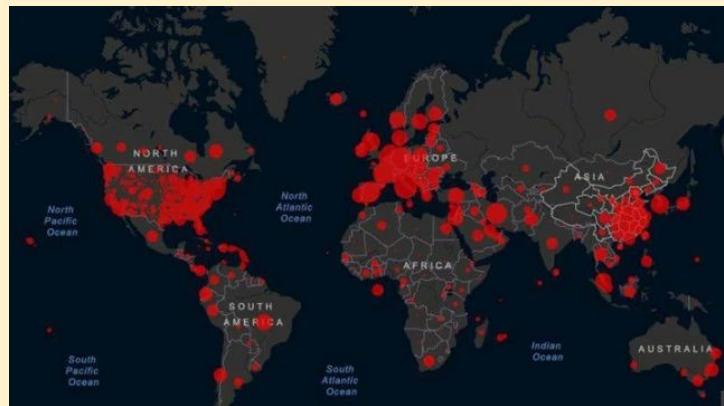 NORTH
AMERICA
EUROPE
ASIA
North
Pacific
Ocean
North
Atlantic
Ocean
AFRICA
SOUTH
AMERICA
Indian
Ocean
AUSTRALIA
South
Pacific
Ocean
South
Atlantic
Ocean